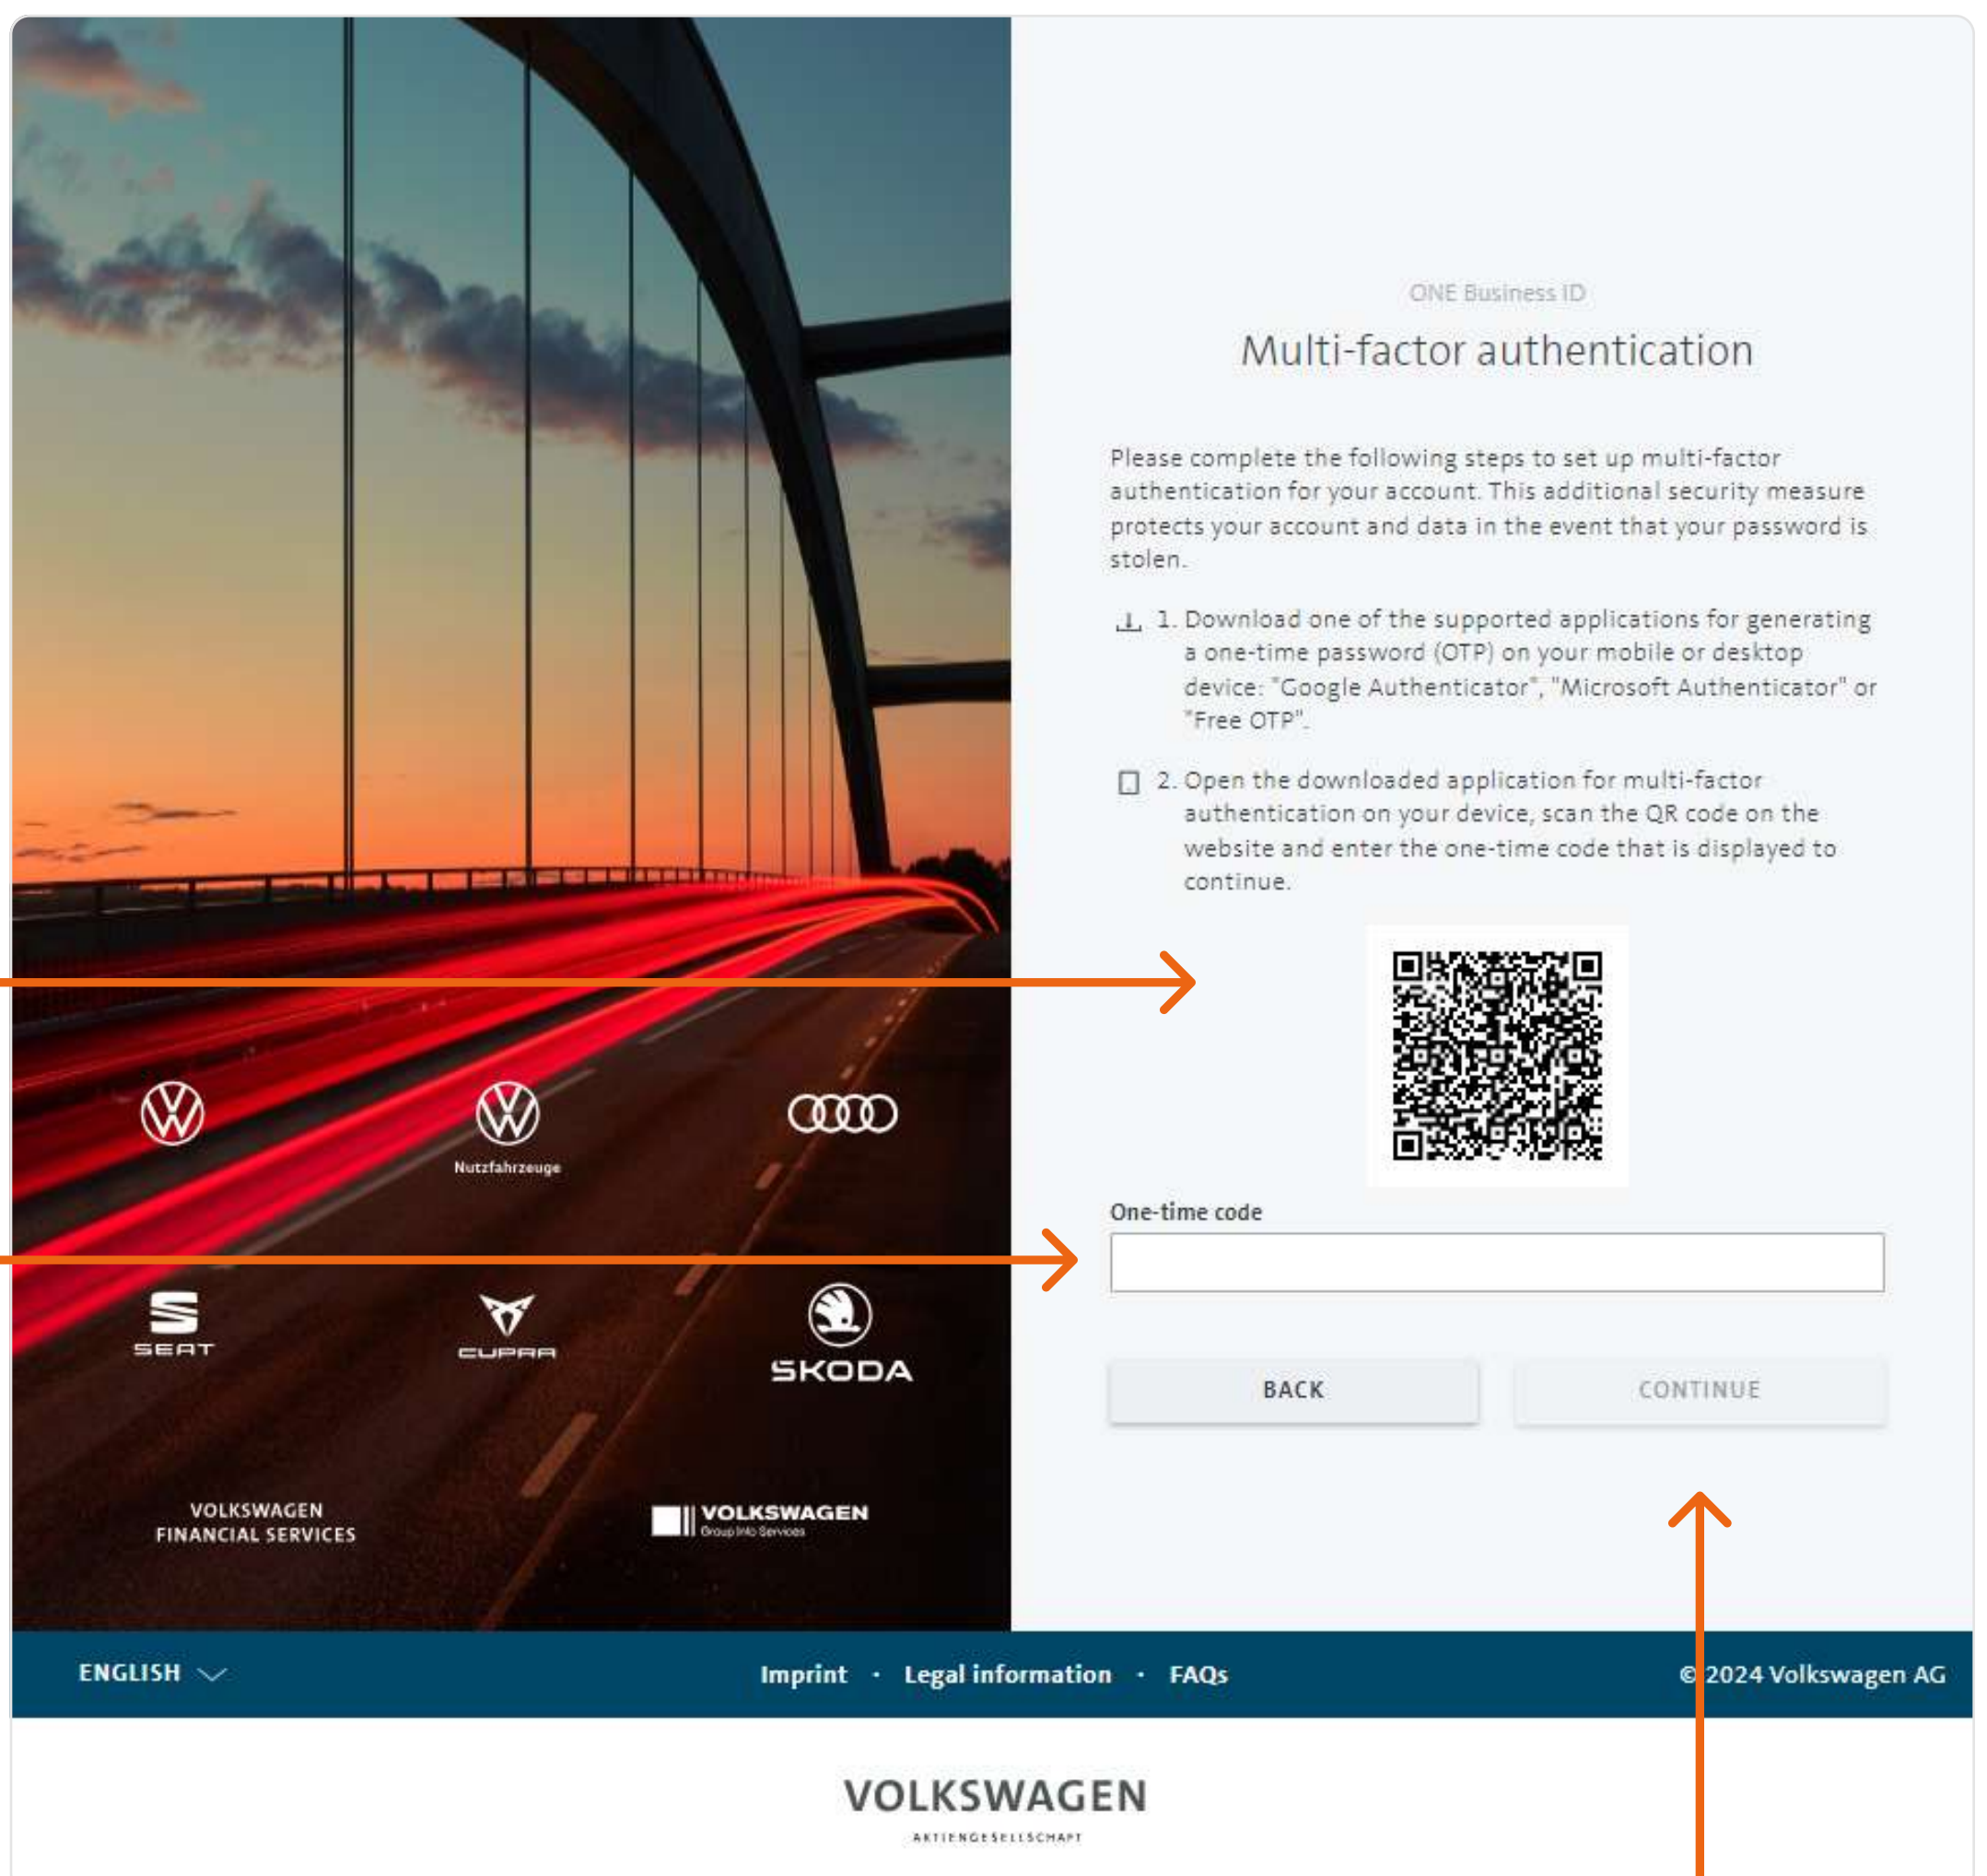 ONE Business ID
Multi-factor authentication
Please complete the following steps to set up multi-factor
authentication for your account. This additional security measure
protects your account and data in the event that your password is
stolen.
1. Download one of the supported applications for generating
a one-time password (OTP) on your mobile or desktop
device: "Google Authenticator", "Microsoft Authenticator" or
"Free OTP".
2. Open the downloaded application for multi-factor
authentication on your device, scan the QR code on the
website and enter the one-time code that is displayed to
continue.
One-time code
BACK
CONTINUE
Nutzfahrzeuge
SEAT
CUPRA
SKODA
VOLKSWAGEN
FINANCIAL SERVICES
VOLKSWAGEN
Group Info Services
ENGLISH
Imprint · Legal information · FAQs
© 2024 Volkswagen AG
VOLKSWAGEN
AKTIENGESELLSCHAFT